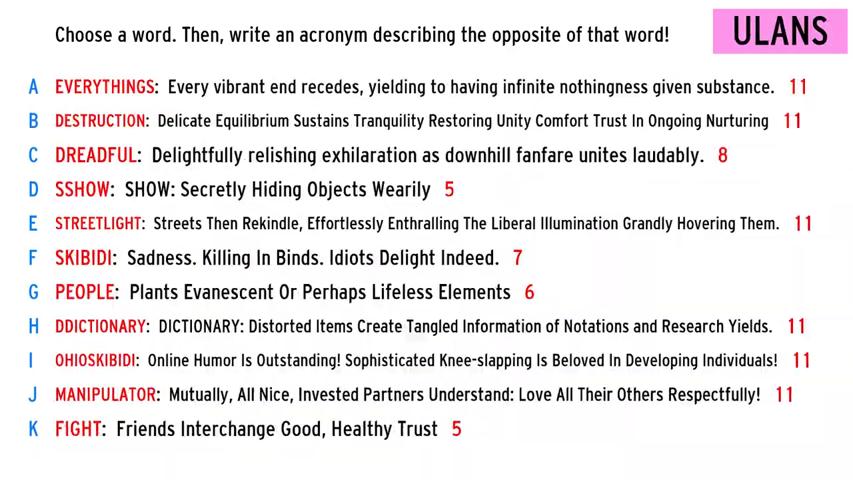 Choose a word. Then, write an acronym describing the opposite of that word!
ULANS
A EVERYTHINGS: Every vibrant end recedes, yielding to having infinite nothingness given substance. 11
B DESTRUCTION: Delicate Equilibrium Sustains Tranquility Restoring Unity Comfort Trust In Ongoing Nurturing 11
C DREADFUL: Delightfully relishing exhilaration as downhill fanfare unites laudably. 8
D SSHOW: SHOW: Secretly Hiding Objects Wearily 5
E STREETLIGHT: Streets Then Rekindle, Effortlessly Enthralling The Liberal Illumination Grandly Hovering Them. 11
F SKIBIDI: Sadness. Killing In Binds. Idiots Delight Indeed. 7
G PEOPLE: Plants Evanescent Or Perhaps Lifeless Elements 6
H DDICTIONARY: DICTIONARY: Distorted Items Create Tangled Information of Notations and Research Yields. 11
I OHIOSKIBIDI: Online Humor Is Outstanding! Sophisticated Knee-slapping Is Beloved In Developing Individuals! 11
J MANIPULATOR: Mutually, All Nice, Invested Partners Understand: Love All Their Others Respectfully! 11
K FIGHT: Friends Interchange Good, Healthy Trust 5